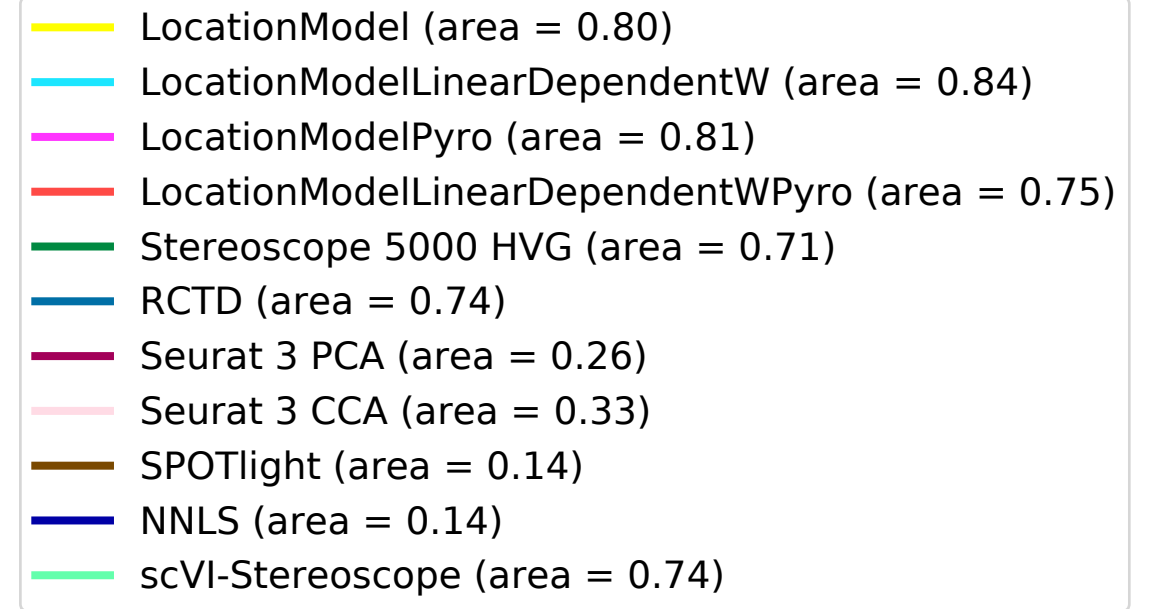 LocationModel (area = 0.80)
LocationModelLinearDependentW (area = 0.84)
LocationModelPyro (area = 0.81)
LocationModelLinearDependentWPyro (area = 0.75)
Stereoscope 5000 HVG (area = 0.71)
RCTD (area = 0.74)
Seurat 3 PCA (area = 0.26)
Seurat 3 CCA (area = 0.33)
SPOTlight (area = 0.14)
NNLS (area = 0.14)
scVI-Stereoscope (area = 0.74)